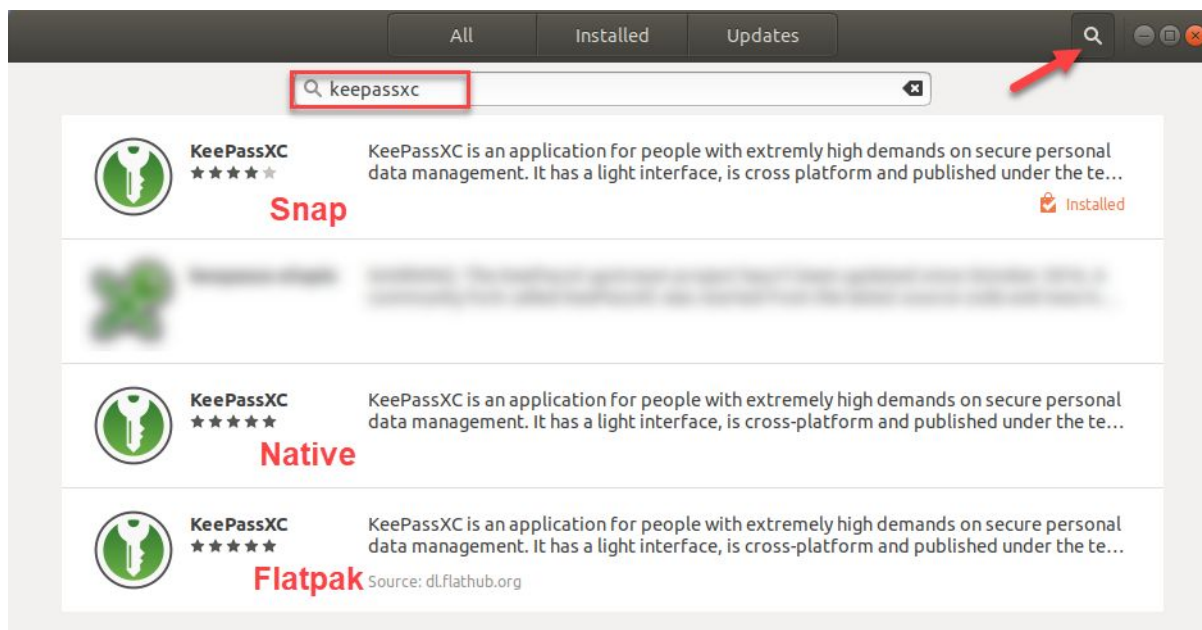 All Installed Updates
keepassxc
KeePassXC
KeePassXC is an application for people with extremly high demands on secure personal
data management. It has a light interface, is cross platform and published under the te...
Snap
Installed
KeePassXC
KeePassXC is an application for people with extremely high demands on secure personal
data management. It has a light interface, is cross-platform and published under the te...
Native
KeePassXC
KeePassXC is an application for people with extremely high demands on secure personal
data management. It has a light interface, is cross-platform and published under the te...
Flatpak
Source: dl.flathub.org